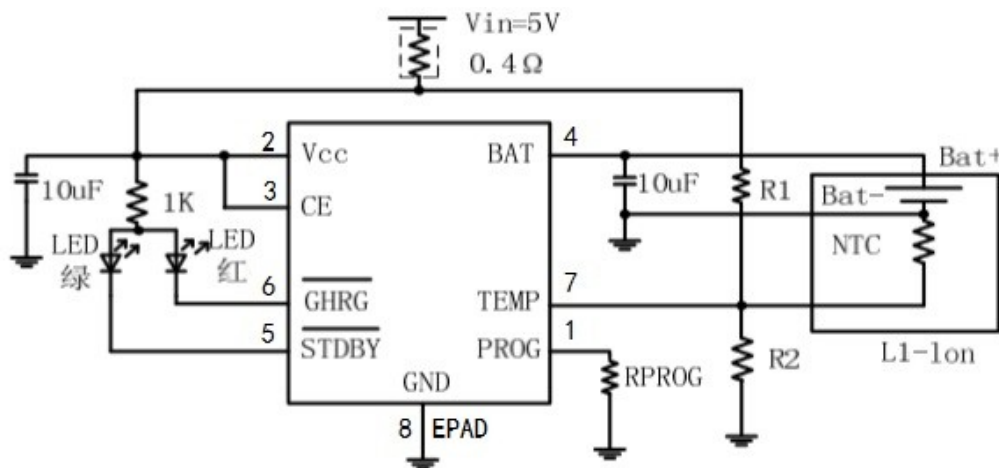 Vin=5V
0.4Ω
2
Vcc
BAT
4
10uF
3
CE
1K
10uF
R1
Bat+
Bat-
NTC
LED
绿
LED
红
6
GHRG
TEMP
7
5
STDBY
PROG
1
RPROG
R2
L1-lon
GND
8 EPAD